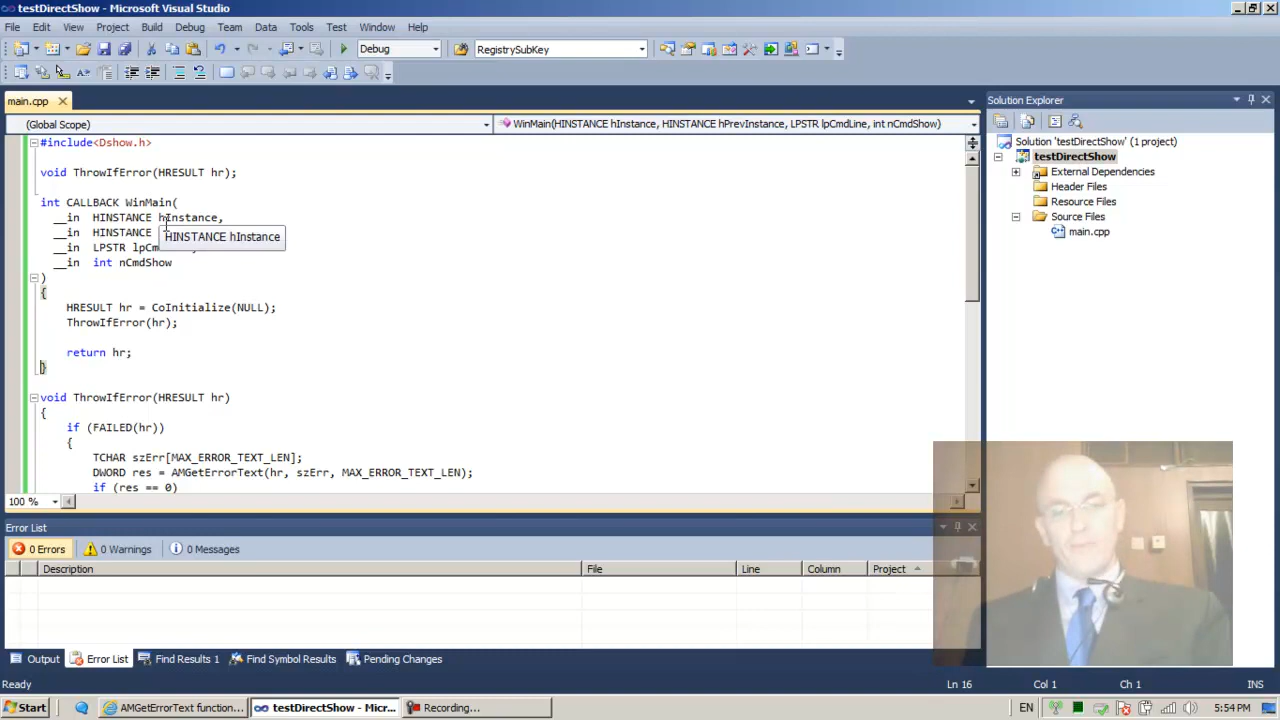 testDirectShow - Microsoft Visual Studio
File Edit View Project Build Debug Team Data Tools Test Window Help
Debug RegistrySubKey
main.cpp
Solution Explorer
(Global Scope) WinMain(HINSTANCE hInstance, HINSTANCE hPrevInstance, LPSTR lpCmdLine, int nCmdShow)
#include<Dshow.h>
void ThrowIfError(HRESULT hr);
int CALLBACK WinMain(
__in HINSTANCE hInstance,
__in HINSTANCE
HINSTANCE hInstance
__in LPSTR
__in int nCmdShow
)
{
HRESULT hr = CoInitialize(NULL);
ThrowIfError(hr);
return hr;
}
void ThrowIfError(HRESULT hr)
{
if (FAILED(hr))
{
TCHAR szErr[MAX_ERROR_TEXT_LEN];
DWORD res = AMGetErrorText(hr, szErr, MAX_ERROR_TEXT_LEN);
if (res == 0)
100 %
Solution 'testDirectShow' (1 project)
testDirectShow
External Dependencies
Header Files
Resource Files
Source Files
main.cpp
Error List
0 Errors 0 Warnings 0 Messages
Description File Line Column Project
Output Error List Find Results 1 Find Symbol Results Pending Changes
Ready Ln 16 Col 1 Ch 1 INS
Start AMGetErrorText function... testDirectShow - Micr... Recording... EN 5:54 PM